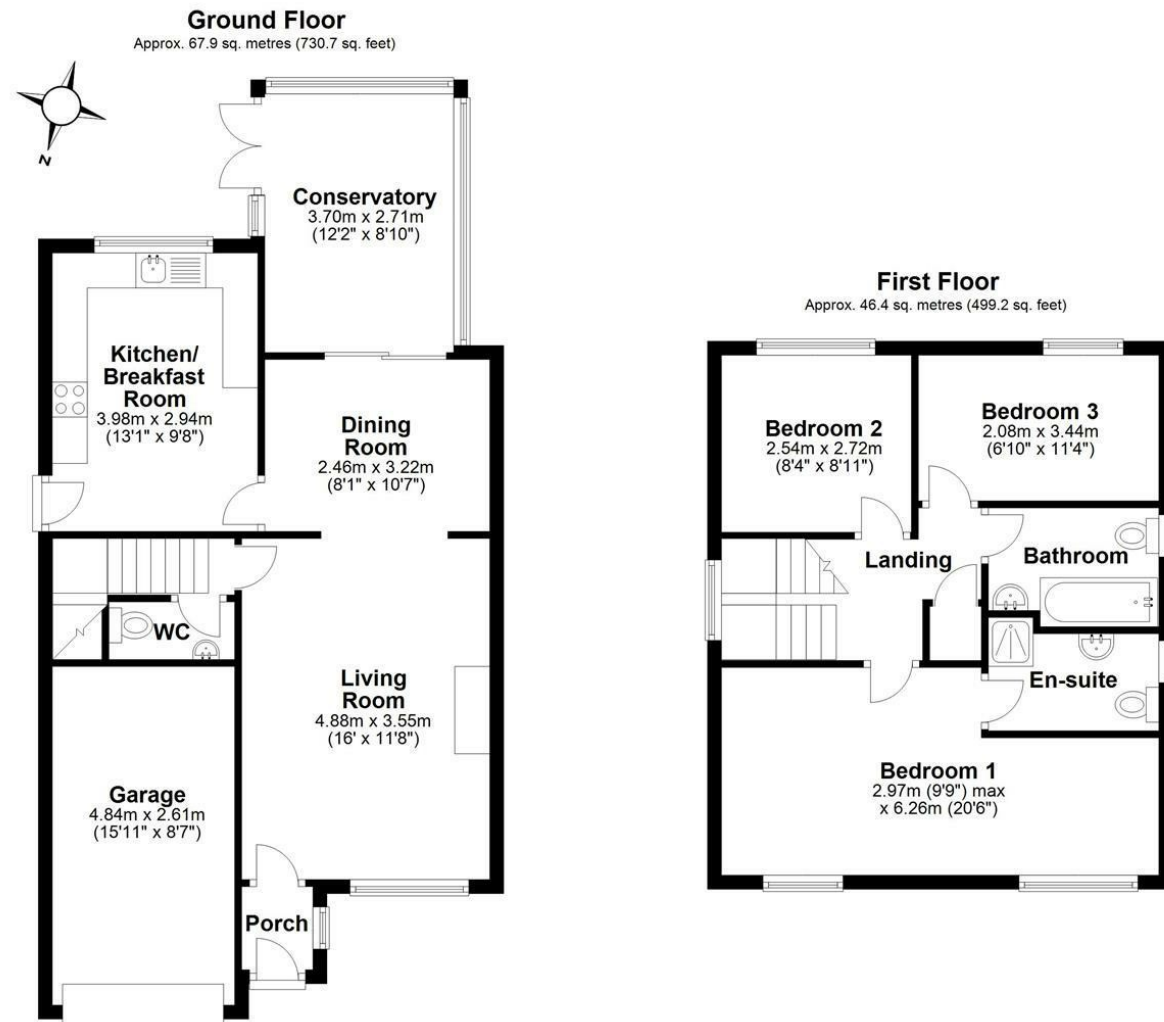 Ground Floor
Approx. 67.9 sq. metres (730.7 sq. feet)
N
Conservatory
3.70m x 2.71m
(12'2" x 8'10")
Kitchen/
Breakfast
Room
3.98m x 2.94m
(13'1" x 9'8")
Dining
Room
2.46m x 3.22m
(8'1" x 10'7")
WC
Living
Room
4.88m x 3.55m
(16' x 11'8")
Garage
4.84m x 2.61m
(15'11" x 8'7")
Porch
First Floor
Approx. 46.4 sq. metres (499.2 sq. feet)
Bedroom 2
2.54m x 2.72m
(8'4" x 8'11")
Bedroom 3
2.08m x 3.44m
(6'10" x 11'4")
Landing
Bathroom
En-suite
Bedroom 1
2.97m (9'9") max
x 6.26m (20'6")